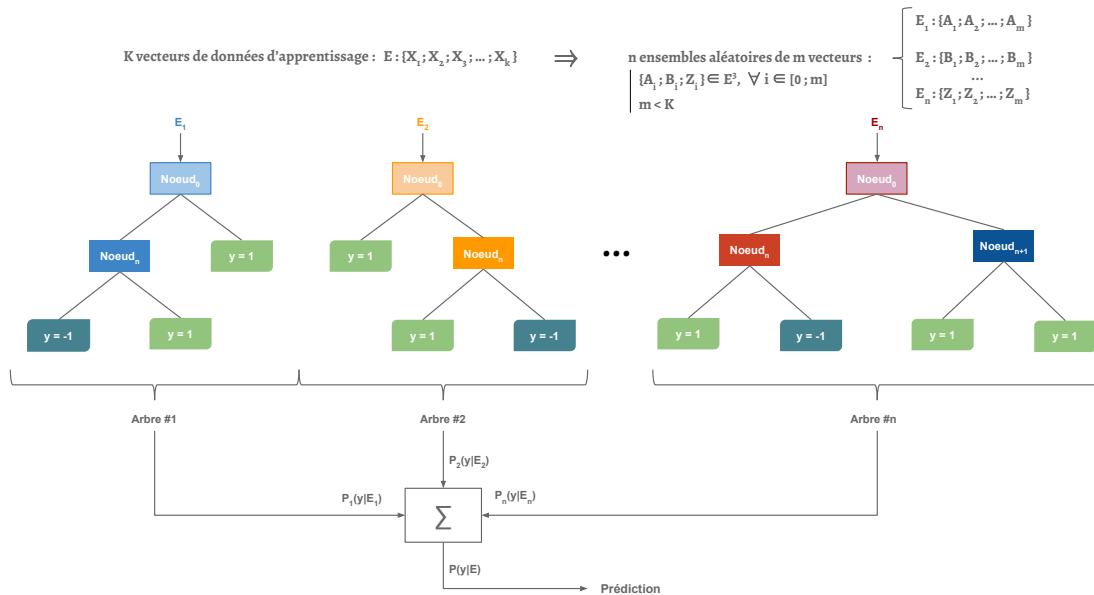 K vecteurs de données d'apprentissage : E : {X₁ ; X₂ ; X₃ ; ... ; Xₖ}
⇒
n ensembles aléatoires de m vecteurs :
{Aᵢ ; Bᵢ ; Zᵢ} ∈ E³, ∀ i ∈ [0 ; m]
m < K
E₁ : {A₁ ; A₂ ; ... ; Aₘ}
E₂ : {B₁ ; B₂ ; ... ; Bₘ}
...
Eₙ : {Z₁ ; Z₂ ; ... ; Zₘ}
E₁
E₂
Eₙ
Noeud₀
Noeud₀
Noeud₀
Noeudₙ
y = 1
y = 1
Noeudₙ
...
Noeudₙ
Noeudₙ₊₁
y = -1
y = 1
y = 1
y = -1
y = 1
y = -1
y = 1
y = 1
Arbre #1
Arbre #2
Arbre #n
P₂(y|E₂)
P₁(y|E₁)
Pₙ(y|Eₙ)
∑
P(y|E)
Prédiction